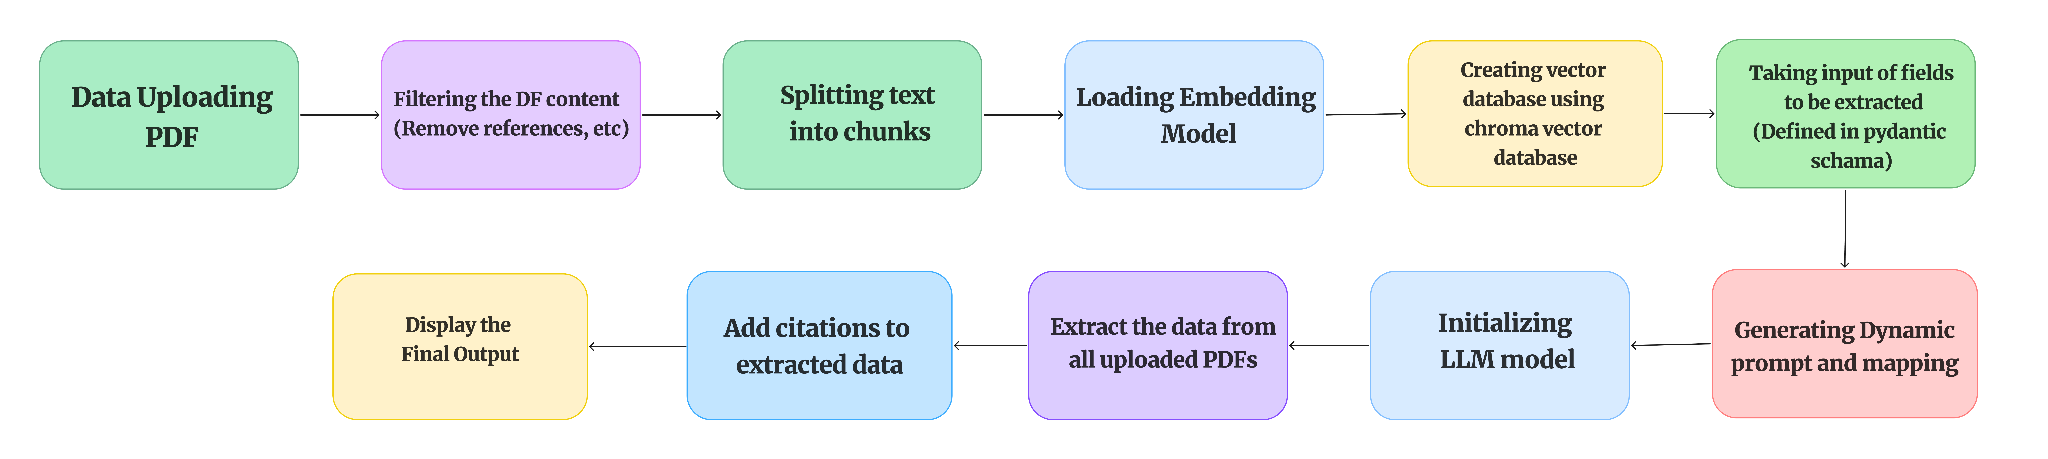 Data Uploading
PDF
Filtering the DF content
(Remove references, etc)
Splitting text
into chunks
Loading Embedding
Model
Creating vector
database using
chroma vector
database
Taking input of fields
to be extracted
(Defined in pydantic
schama)
Generating Dynamic
prompt and mapping
Initializing
LLM model
Extract the data from
all uploaded PDFs
Add citations to
extracted data
Display the
Final Output